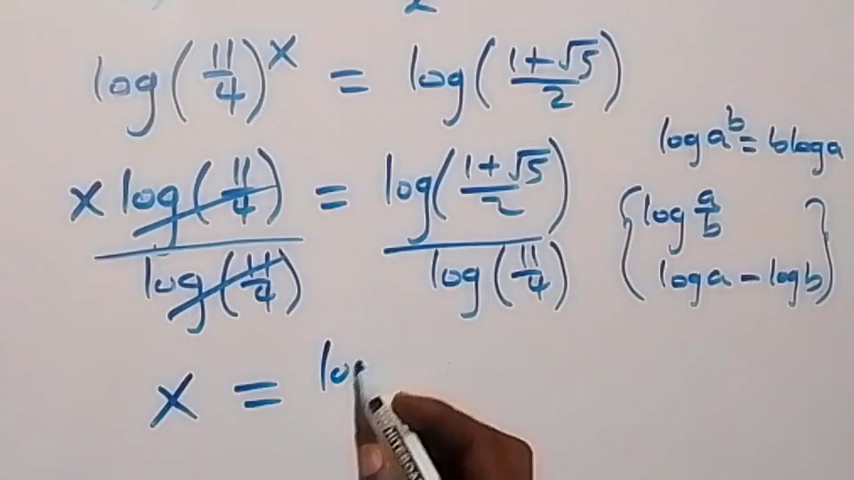 2
log(11/4)^x = log((1+√5)/2)
log a^b = b log a
x log(11/4) / log(11/4) = log((1+√5)/2) / log(11/4)
{log a/b
log a - log b}
x = lo